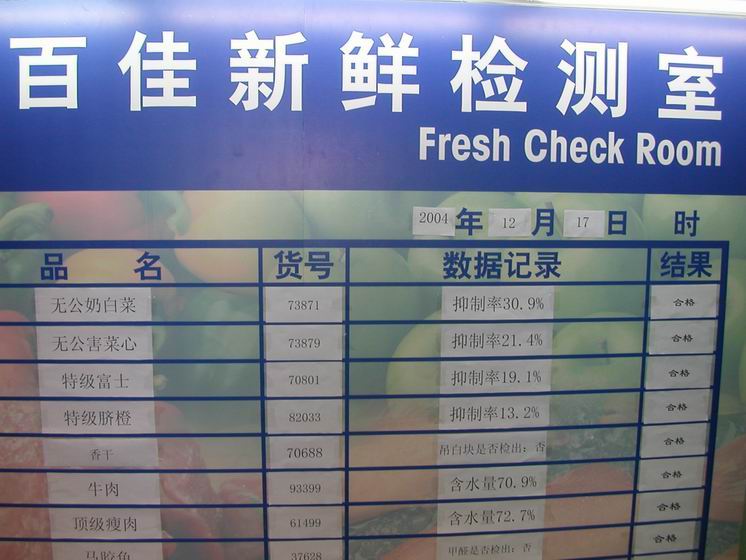 百佳新鲜检测室
Fresh Check Room
2004 年 12 月 17 日 时
品 名 货号 数据记录 结果
无公奶白菜 73871 抑制率30.9% 合格
无公害菜心 73879 抑制率21.4% 合格
特级富士 70801 抑制率19.1% 合格
特级脐橙 82033 抑制率13.2% 合格
香干 70688 吊白块是否检出：否 合格
牛肉 93399 含水量70.9% 合格
顶级瘦肉 61499 含水量72.7% 合格
马胶鱼 37628 甲醛是否检出：否 合格